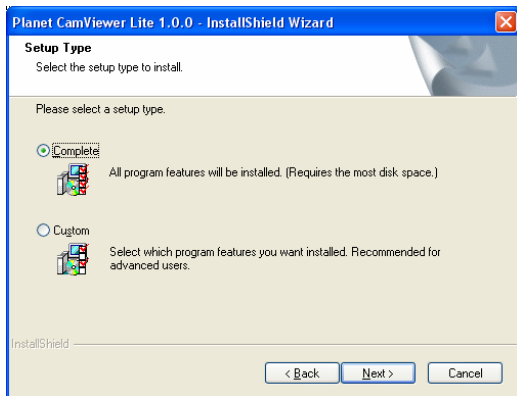 Planet CamViewer Lite 1.0.0 - InstallShield Wizard
Setup Type
Select the setup type to install.
Please select a setup type.
Complete
All program features will be installed. (Requires the most disk space.)
Custom
Select which program features you want installed. Recommended for
advanced users.
InstallShield
< Back
Next >
Cancel